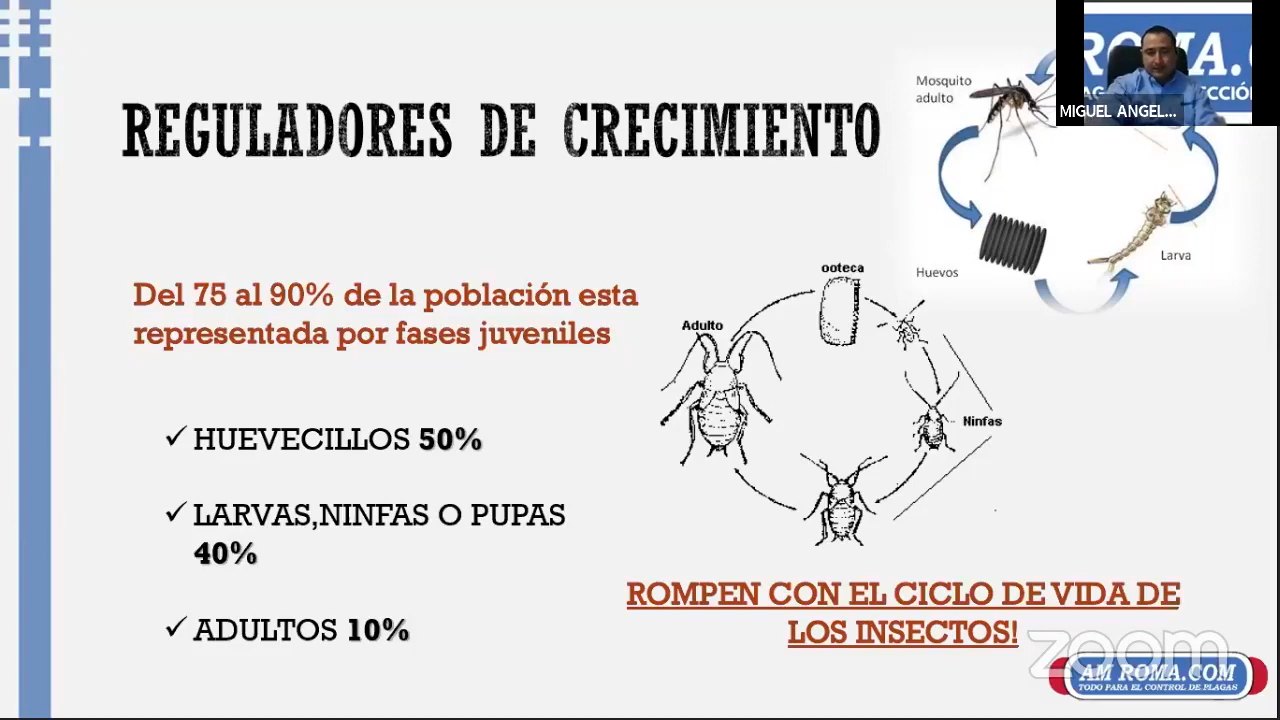 REGULADORES DE CRECIMIENTO
Mosquito
adulto
Huevos
Larva
ROMA.
CCIÓN
MIGUEL ANGEL...
Del 75 al 90% de la población esta
representada por fases juveniles
✓ HUEVECILLOS 50%
✓ LARVAS,NINFAS O PUPAS
40%
✓ ADULTOS 10%
ooteca
Adulto
Ninfas
ROMPEN CON EL CICLO DE VIDA DE
LOS INSECTOS!
zoom
AM ROMA.COM
TODO PARA EL CONTROL DE PLAGAS